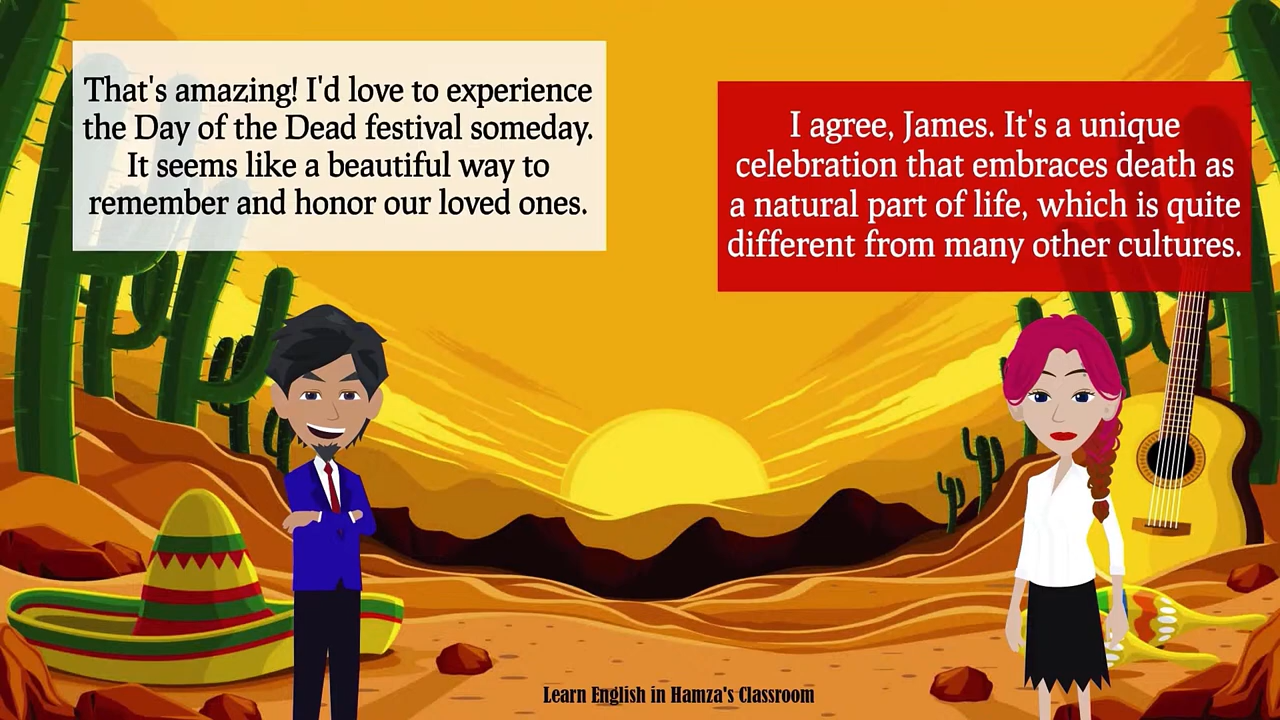 That's amazing! I'd love to experience
the Day of the Dead festival someday.
It seems like a beautiful way to
remember and honor our loved ones.
I agree, James. It's a unique
celebration that embraces death as
a natural part of life, which is quite
different from many other cultures.
Learn English in Hamza's Classroom